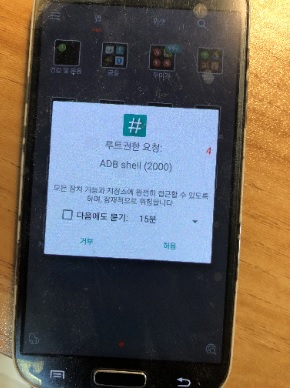 #
루트권한 요청:
ADB shell (2000)
모든 장치 기능과 저장소에 완전히 접근할 수 있도록
하며, 잠재적으로 위험합니다
다음에도 묻기: 15분
거부 허용